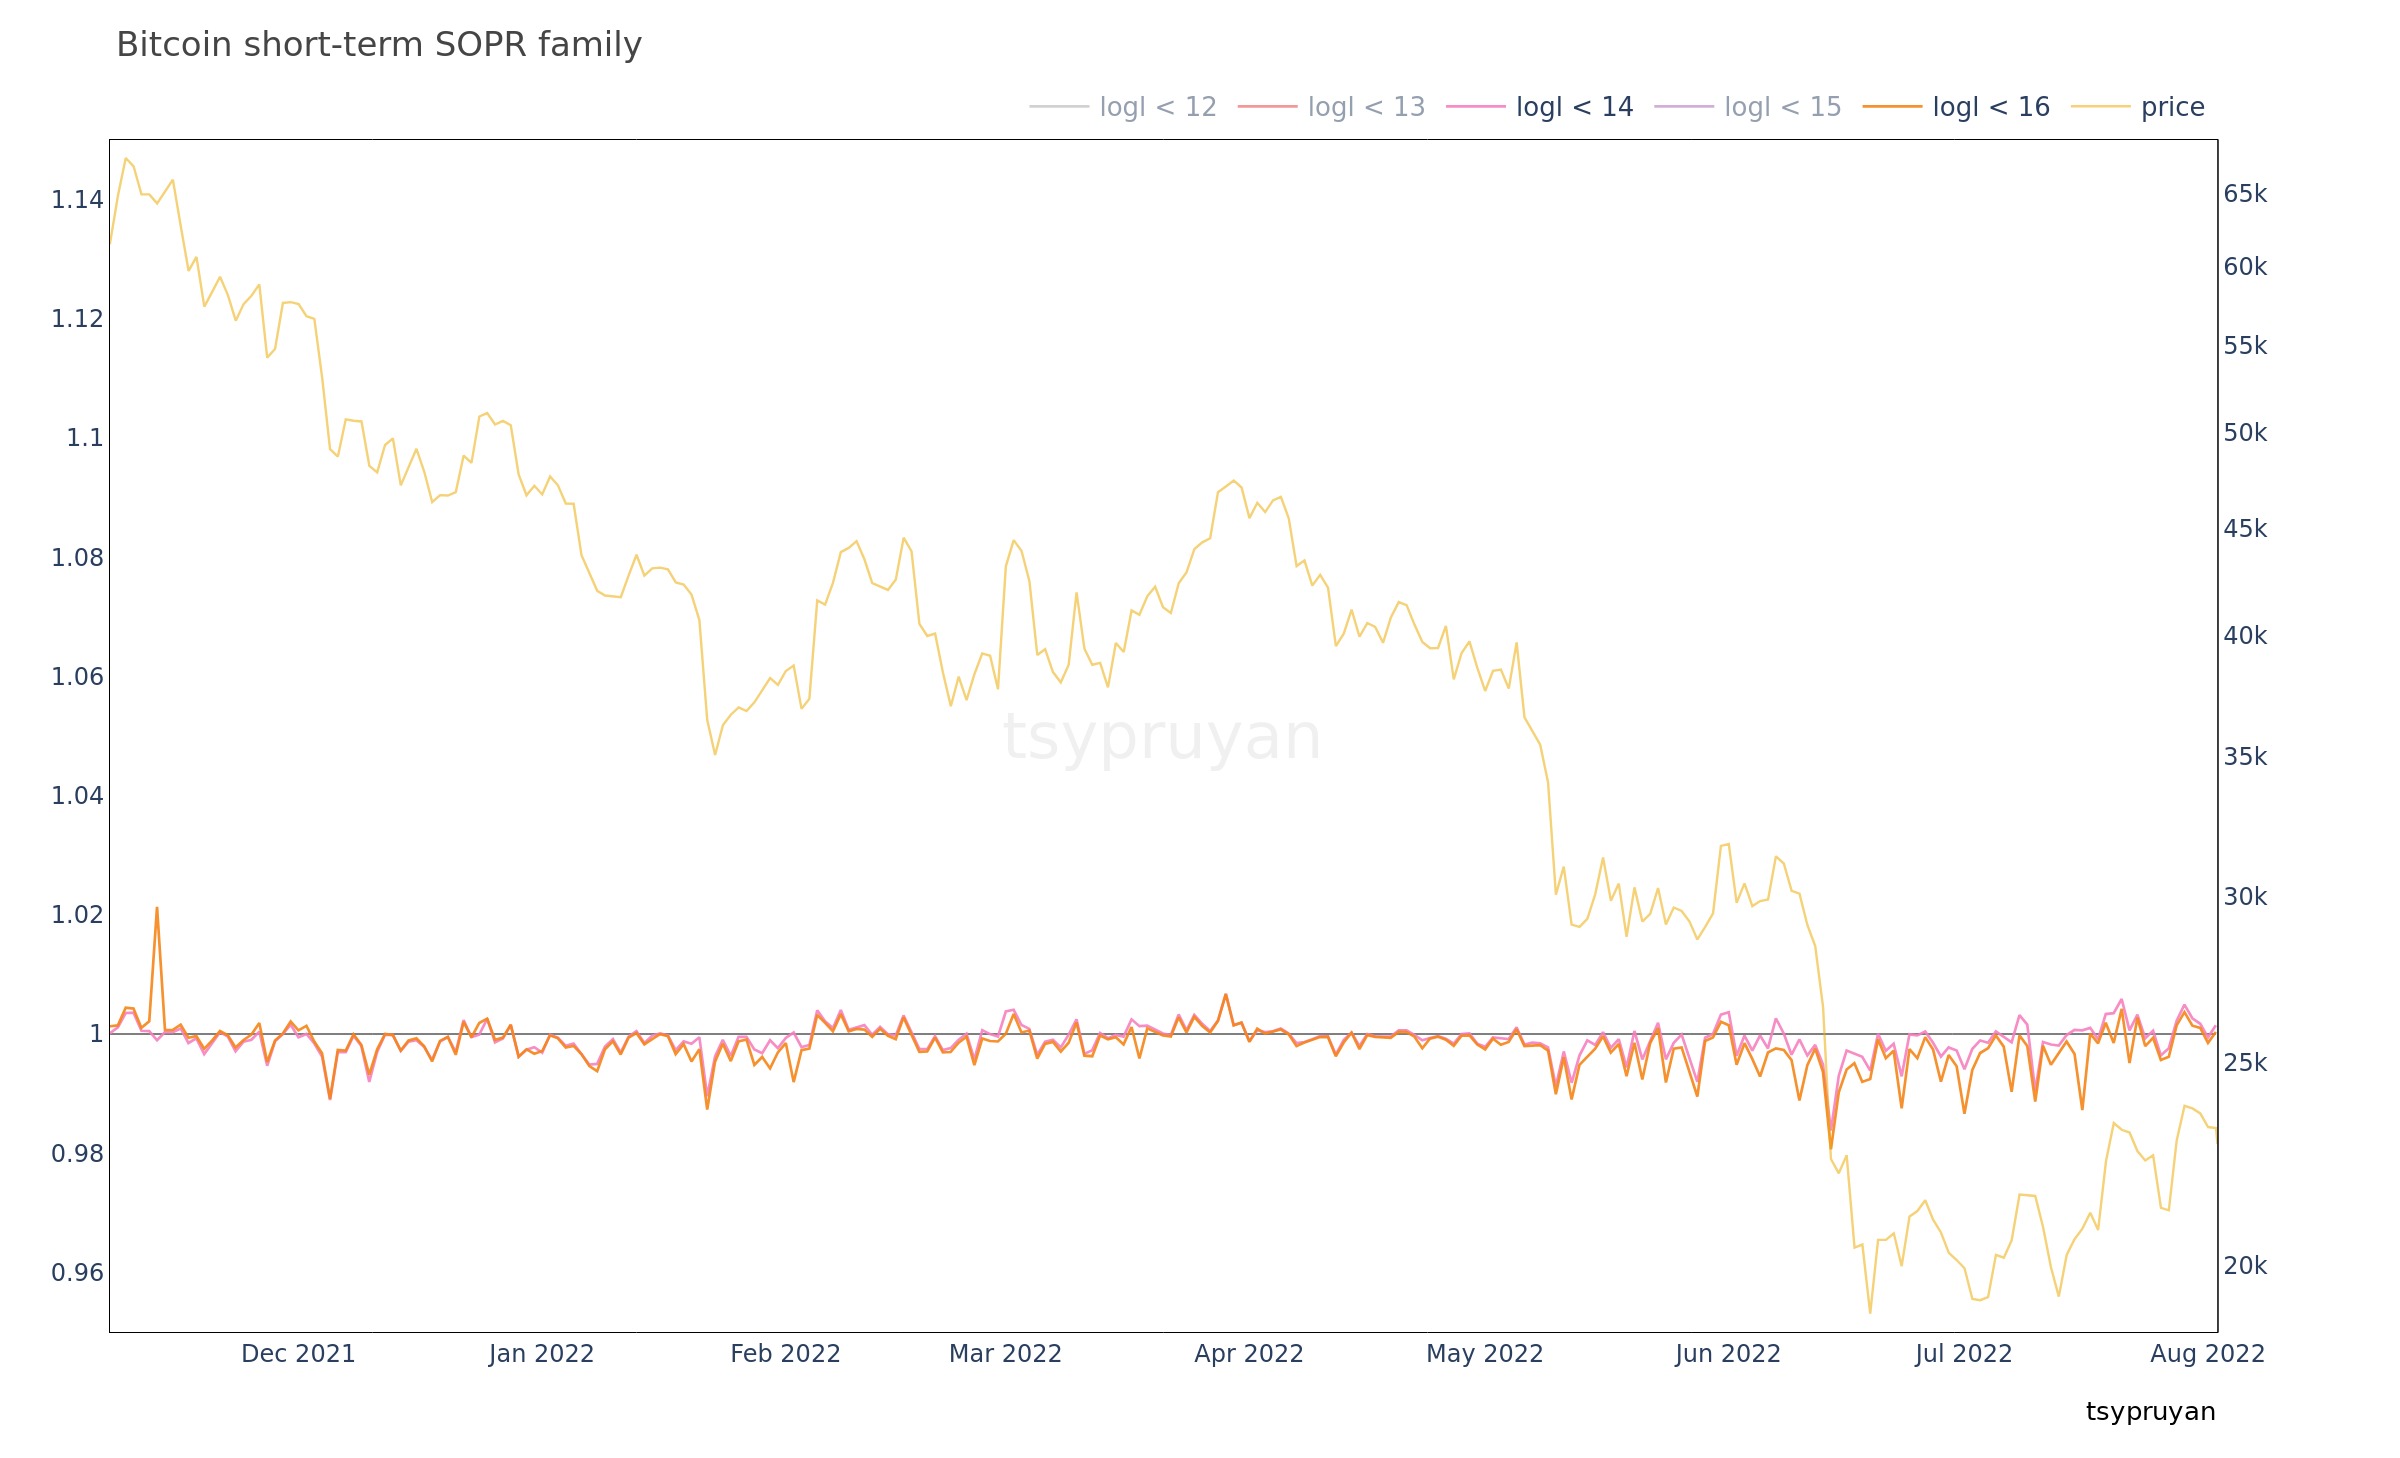 Bitcoin short-term SOPR family
logl < 12 logl < 13 logl < 14 logl < 15 logl < 16 price
1.14 65k
60k
1.12
55k
1.1 50k
45k
1.08
40k
1.06
tsypruyan
35k
1.04
30k
1.02
1
25k
0.98
0.96 20k
Dec 2021 Jan 2022 Feb 2022 Mar 2022 Apr 2022 May 2022 Jun 2022 Jul 2022 Aug 2022
tsypruyan